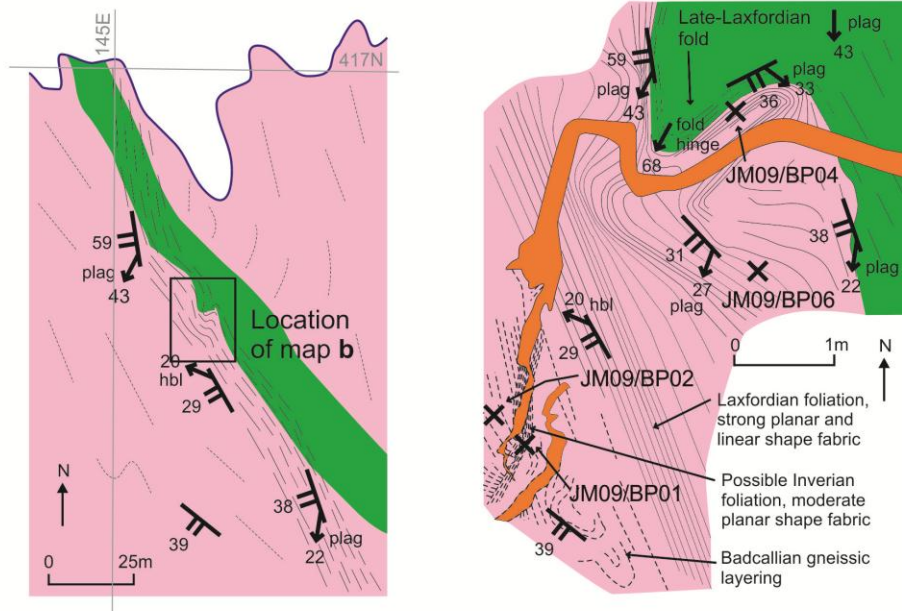 145E
417N
59
plag
43
Location
of map b
20
hbl
29
N
38
plag
22
39
0
25m
Late-Laxfordian
fold
plag
43
59
plag
43
plag
33
36
fold
hinge
68
JM09/BP04
31
27
plag
38
plag
22
JM09/BP06
20
hbl
29
0
1m
N
JM09/BP02
Laxfordian foliation,
strong planar and
linear shape fabric
JM09/BP01
Possible Inverian
foliation, moderate
planar shape fabric
39
Badcallian gneissic
layering